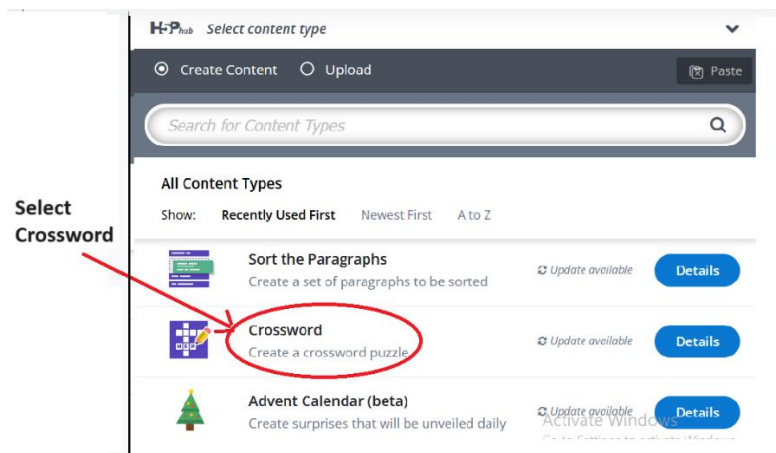 H5P hub Select content type
Create Content Upload Paste
Search for Content Types
All Content Types
Show: Recently Used First Newest First A to Z
Select
Crossword
Sort the Paragraphs
Create a set of paragraphs to be sorted
Update available Details
Crossword
Create a crossword puzzle
Update available Details
Advent Calendar (beta)
Create surprises that will be unveiled daily
Update available Details
Activate Windows